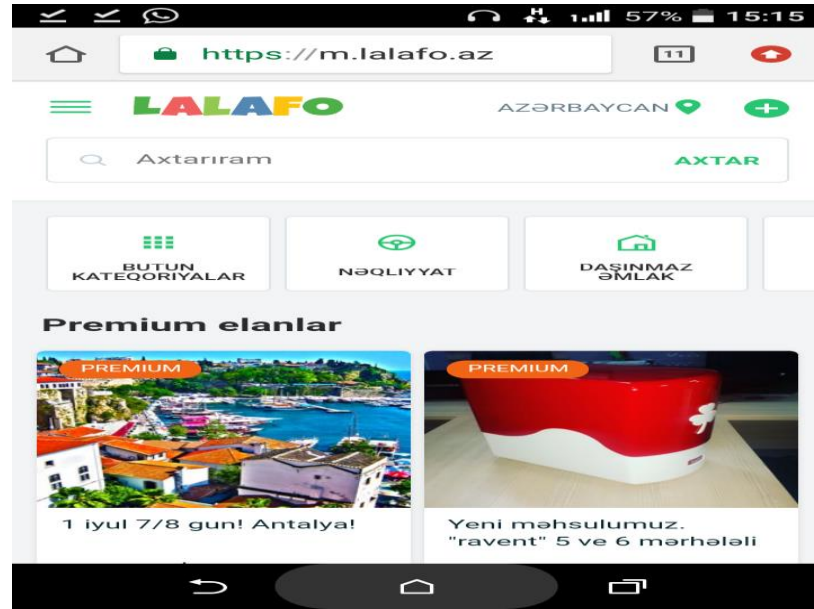 57% 15:15
https://m.lalafo.az 11
LALAFO AZƏRBAYCAN
Axtarıram AXTAR
BUTUN
KATEQORIYALAR
NƏQLIYYAT
DAŞINMAZ
ƏMLAK
Premium elanlar
PREMIUM
PREMIUM
1 iyul 7/8 gun! Antalya!
Yeni məhsulumuz.
"ravent" 5 ve 6 mərhələli